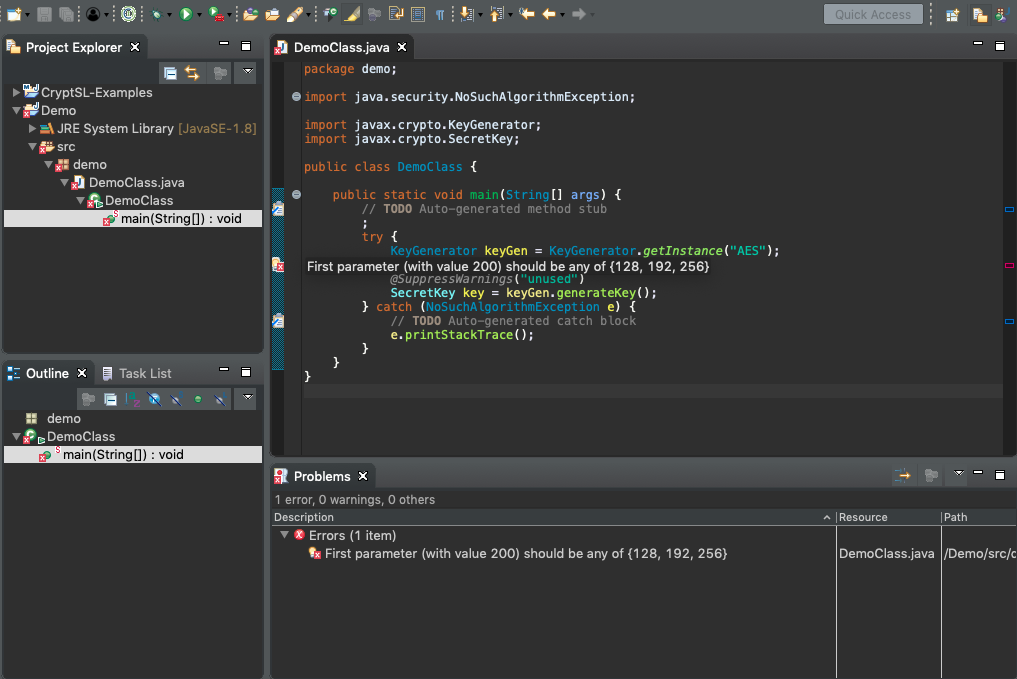 Quick Access
Project Explorer
CryptSL-Examples
Demo
JRE System Library [JavaSE-1.8]
src
demo
DemoClass.java
DemoClass
main(String[]) : void
Outline
Task List
demo
DemoClass
main(String[]) : void
DemoClass.java
package demo;
import java.security.NoSuchAlgorithmException;
import javax.crypto.KeyGenerator;
import javax.crypto.SecretKey;
public class DemoClass {
public static void main(String[] args) {
// TODO Auto-generated method stub
;
try {
KeyGenerator keyGen = KeyGenerator.getInstance("AES");
First parameter (with value 200) should be any of {128, 192, 256}
@SuppressWarnings("unused")
SecretKey key = keyGen.generateKey();
} catch (NoSuchAlgorithmException e) {
// TODO Auto-generated catch block
e.printStackTrace();
}
}
}
Problems
1 error, 0 warnings, 0 others
Description Resource Path
Errors (1 item)
First parameter (with value 200) should be any of {128, 192, 256} DemoClass.java /Demo/src/